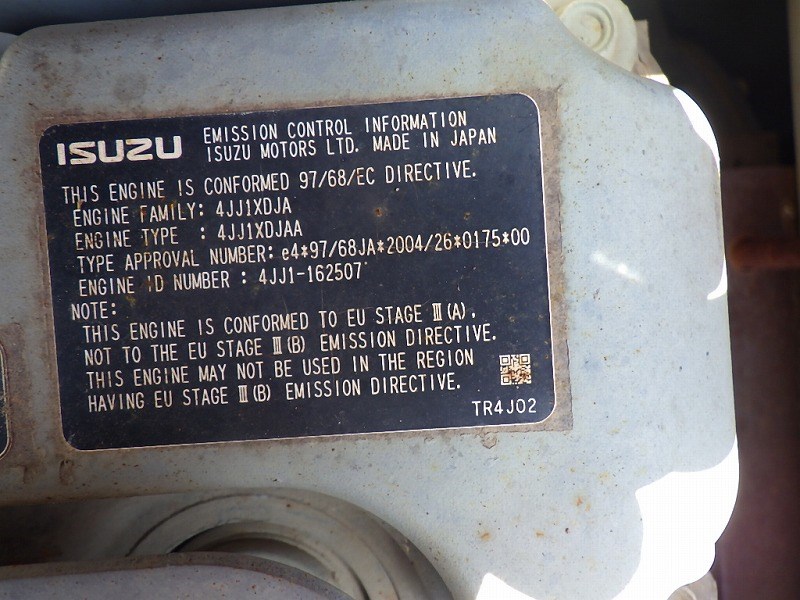 ISUZU
EMISSION CONTROL INFORMATION
ISUZU MOTORS LTD. MADE IN JAPAN
THIS ENGINE IS CONFORMED 97/68/EC DIRECTIVE.
ENGINE FAMILY: 4JJ1XDJA
ENGINE TYPE : 4JJ1XDJAA
TYPE APPROVAL NUMBER: e4*97/68JA*2004/26*0175*00
ENGINE ID NUMBER : 4JJ1-162507
NOTE:
THIS ENGINE IS CONFORMED TO EU STAGE Ⅲ(A).
NOT TO THE EU STAGE Ⅲ(B) EMISSION DIRECTIVE.
THIS ENGINE MAY NOT BE USED IN THE REGION
HAVING EU STAGE Ⅲ(B) EMISSION DIRECTIVE.
TR4J02